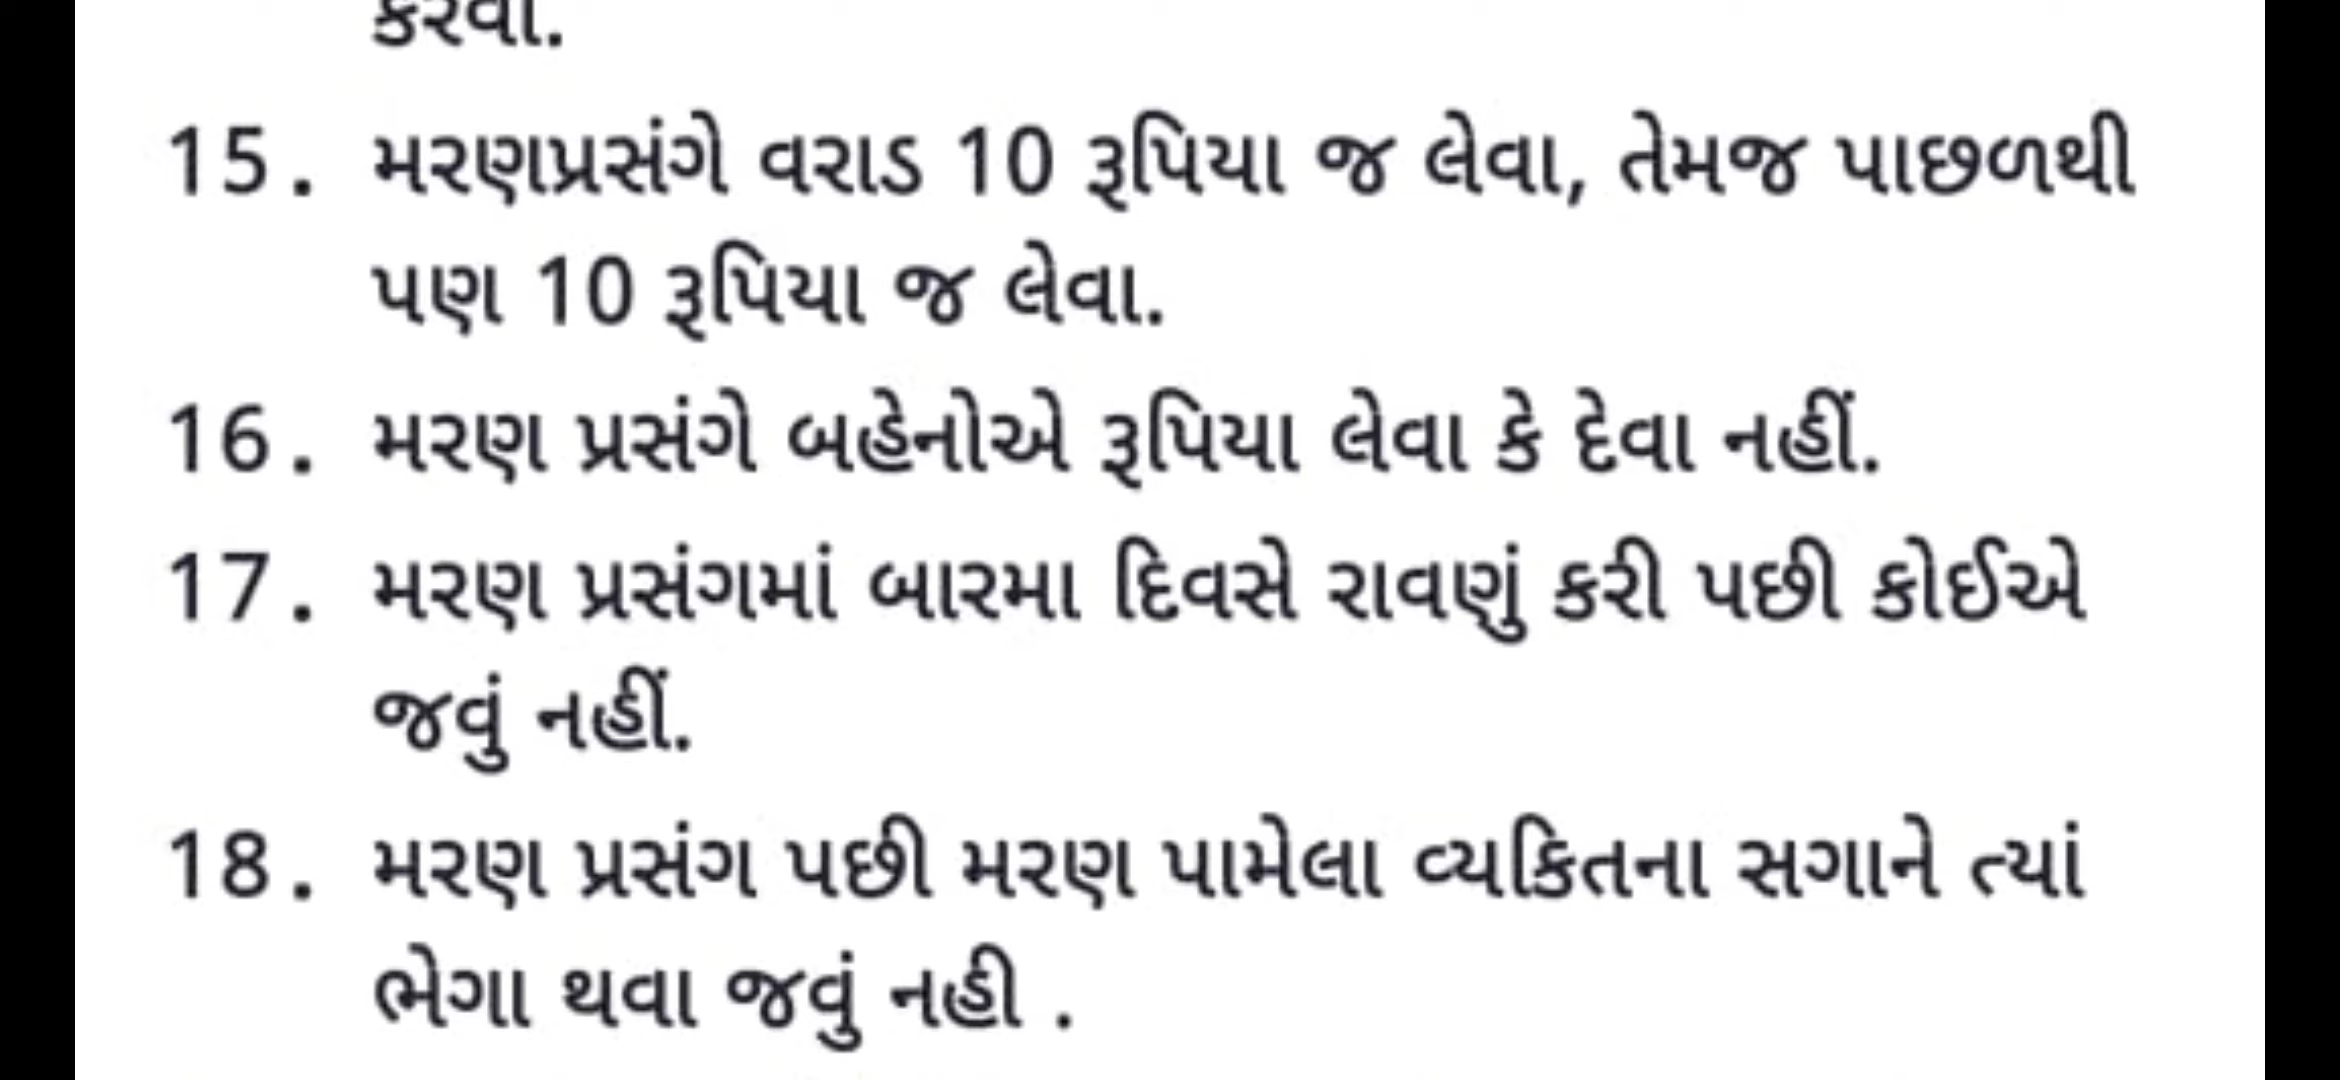 કરવો.
15. મરણપ્રસંગે વરાડ 10 રૂપિયા જ લેવા, તેમજ પાછળથી
પણ 10 રૂપિયા જ લેવા.
16. મરણ પ્રસંગે બહેનોએ રૂપિયા લેવા કે દેવા નહીં.
17. મરણ પ્રસંગમાં બારમા દિવસે રાવણું કરી પછી કોઈએ
જવું નહીં.
18. મરણ પ્રસંગ પછી મરણ પામેલા વ્યકિતના સગાને ત્યાં
ભેગા થવા જવું નહી .